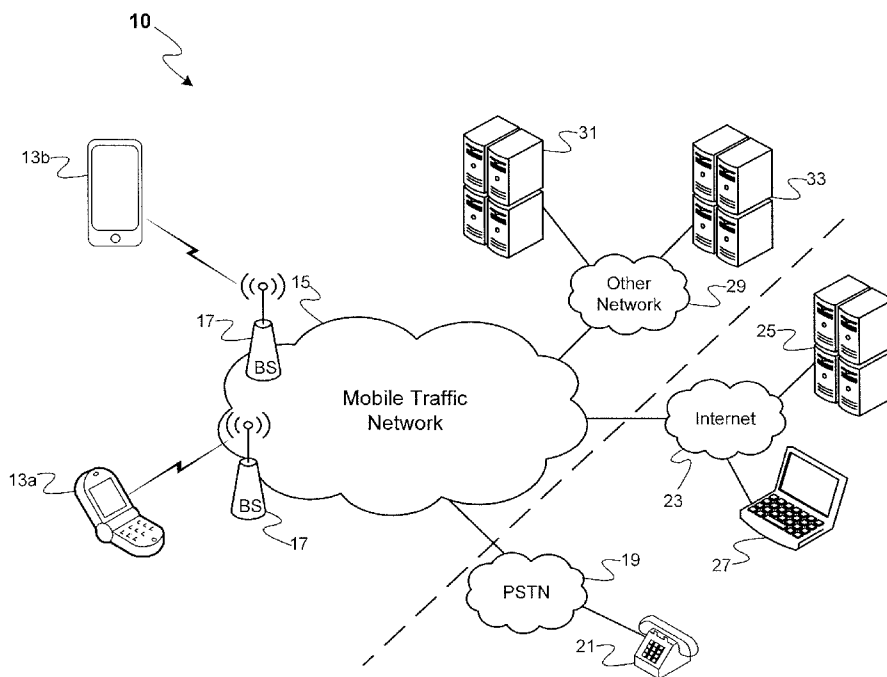 10
13b
31
33
15
Other
Network
29
17
25
BS
Mobile Traffic
Network
Internet
13a
BS
23
17
19
27
PSTN
21